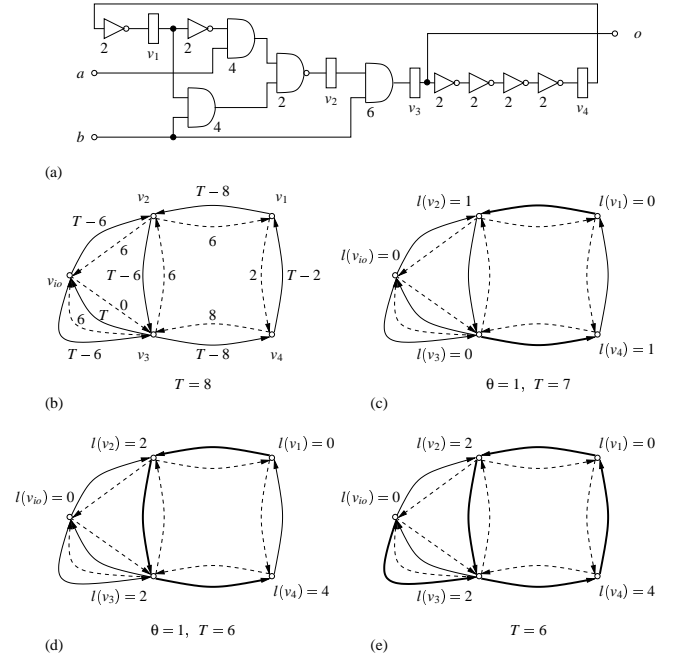 2
v1
2
4
o
a
4
2
v2
6
v3
2
2
2
2
v4
b
(a)
v2
T − 8
v1
T − 6
6
6
vio
T − 6
6
2
T − 2
0
6
T
8
T − 6
v3
T − 8
v4
(b)
T = 8
l(v2) = 1
l(v1) = 0
l(vio) = 0
l(v3) = 0
l(v4) = 1
(c)
θ = 1, T = 7
l(v2) = 2
l(v1) = 0
l(vio) = 0
l(v3) = 2
l(v4) = 4
(d)
θ = 1, T = 6
l(v2) = 2
l(v1) = 0
l(vio) = 0
l(v3) = 2
l(v4) = 4
(e)
T = 6